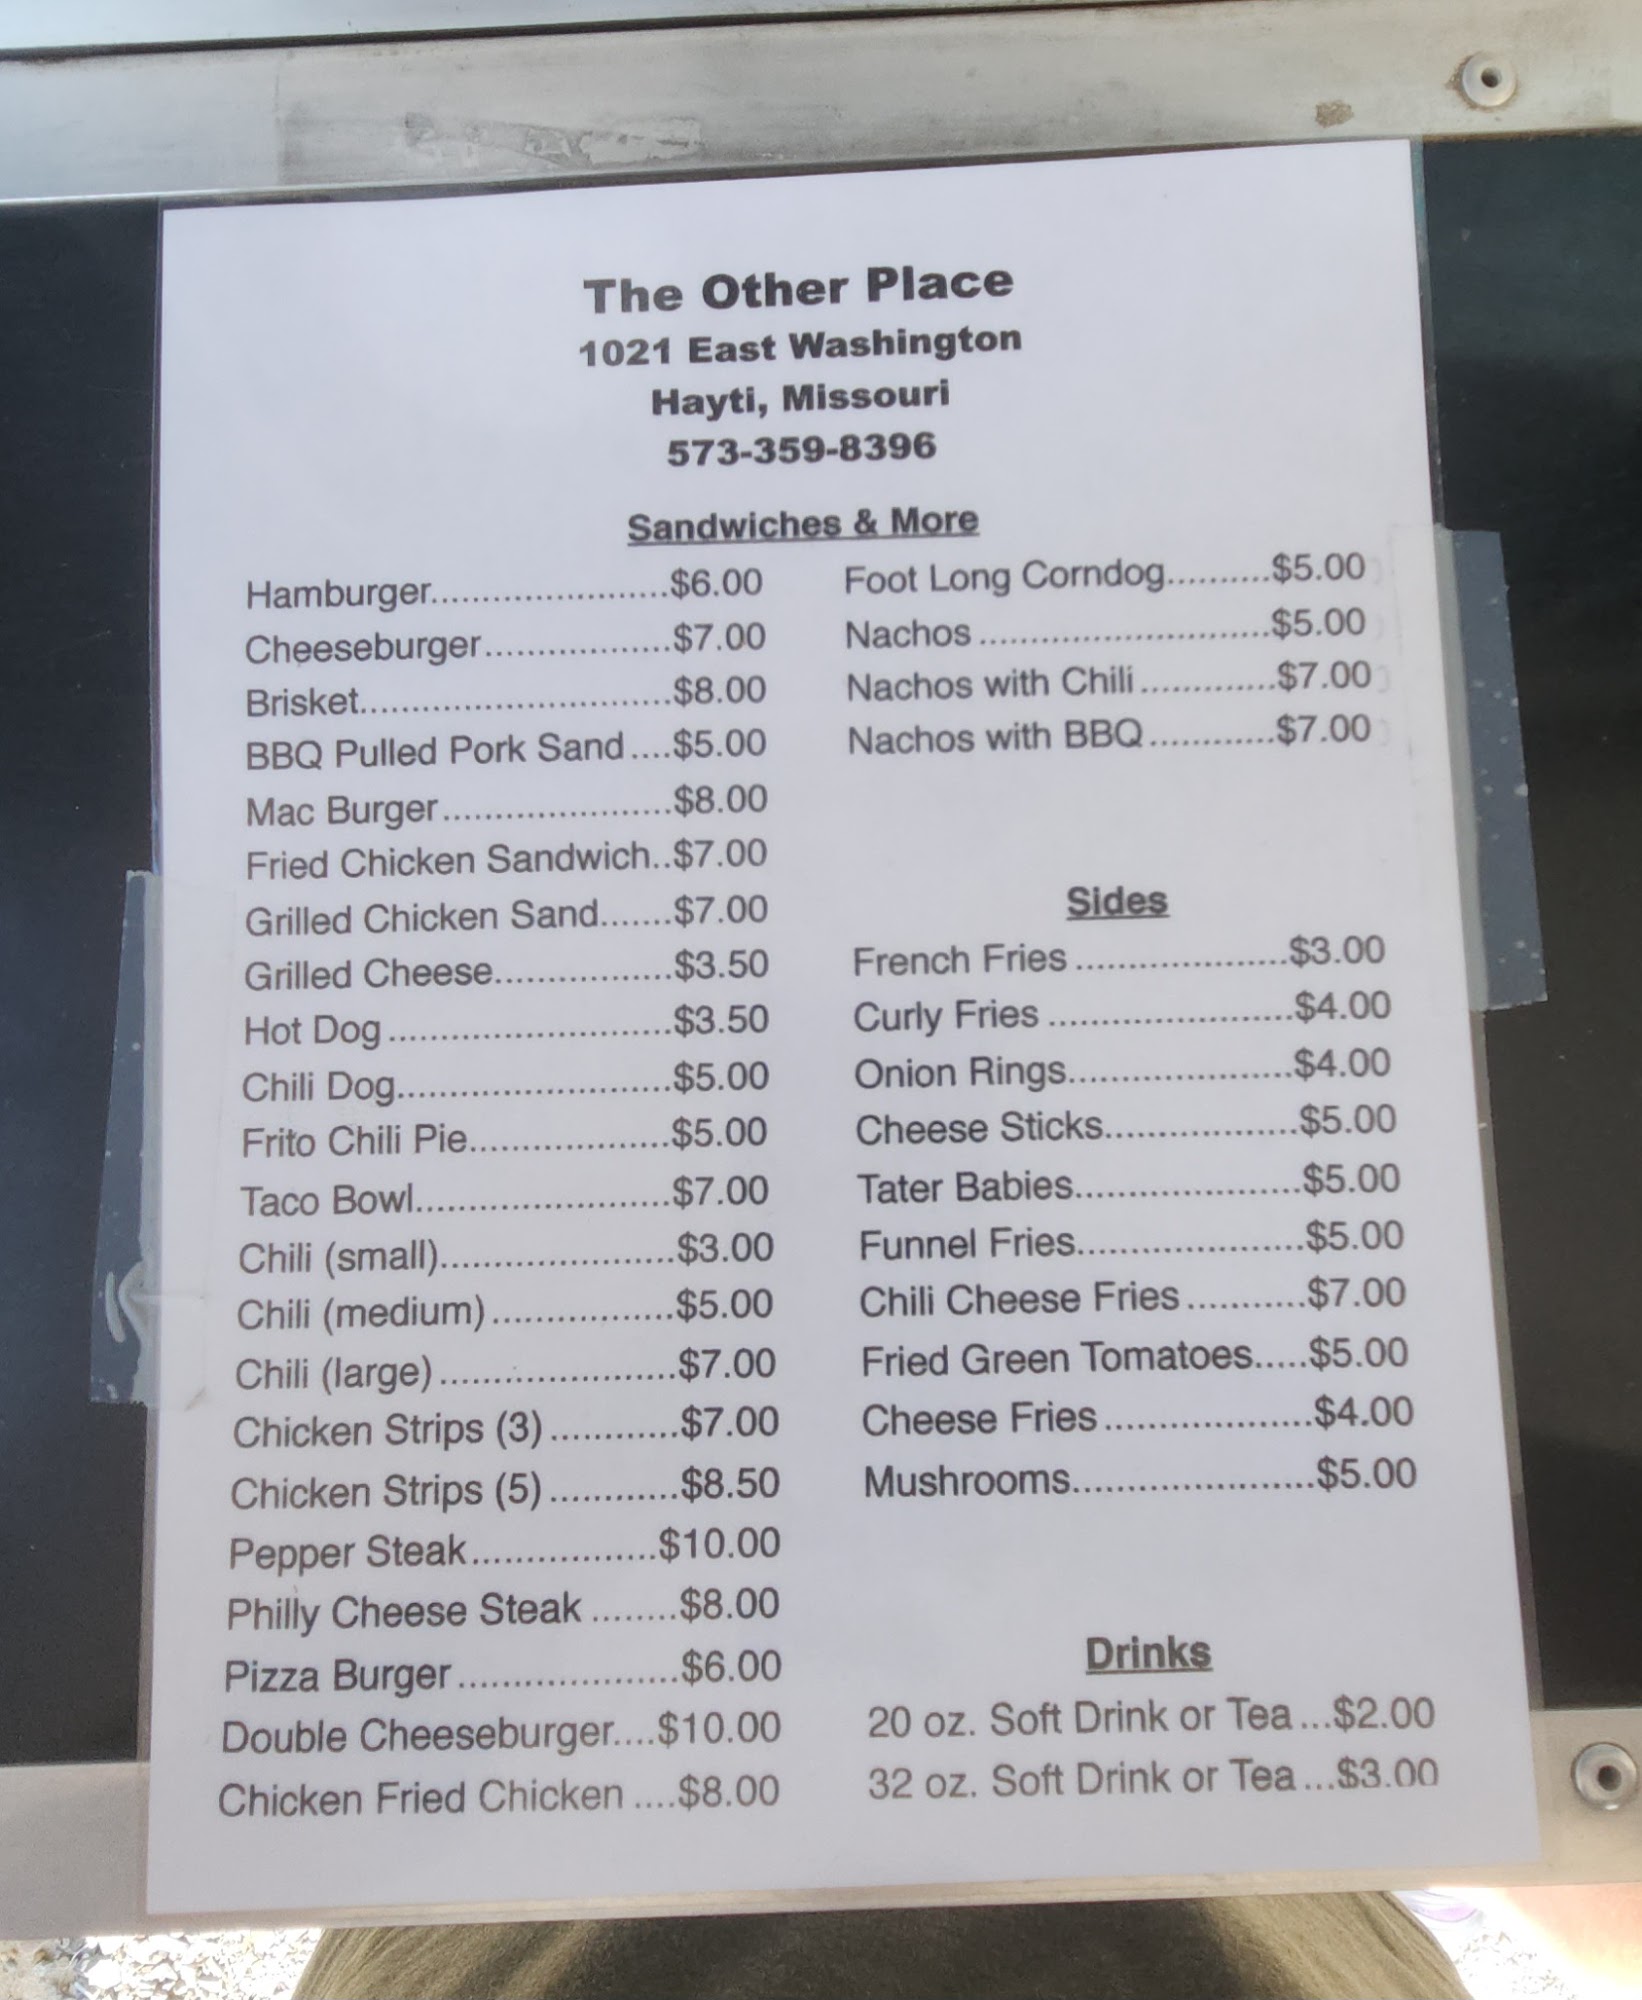 The Other Place
1021 East Washington
Hayti, Missouri
573-359-8396
Sandwiches & More
Hamburger.......................$6.00
Cheeseburger..................$7.00
Brisket..............................$8.00
BBQ Pulled Pork Sand....$5.00
Mac Burger......................$8.00
Fried Chicken Sandwich..$7.00
Grilled Chicken Sand.......$7.00
Grilled Cheese.................$3.50
Hot Dog...........................$3.50
Chili Dog..........................$5.00
Frito Chili Pie...................$5.00
Taco Bowl........................$7.00
Chili (small)......................$3.00
Chili (medium).................$5.00
Chili (large)......................$7.00
Chicken Strips (3)............$7.00
Chicken Strips (5)............$8.50
Pepper Steak..................$10.00
Philly Cheese Steak........$8.00
Pizza Burger.....................$6.00
Double Cheeseburger....$10.00
Chicken Fried Chicken....$8.00
Foot Long Corndog..........$5.00
Nachos............................$5.00
Nachos with Chili.............$7.00
Nachos with BBQ............$7.00
Sides
French Fries....................$3.00
Curly Fries.......................$4.00
Onion Rings.....................$4.00
Cheese Sticks..................$5.00
Tater Babies.....................$5.00
Funnel Fries.....................$5.00
Chili Cheese Fries...........$7.00
Fried Green Tomatoes.....$5.00
Cheese Fries...................$4.00
Mushrooms......................$5.00
Drinks
20 oz. Soft Drink or Tea...$2.00
32 oz. Soft Drink or Tea...$3.00